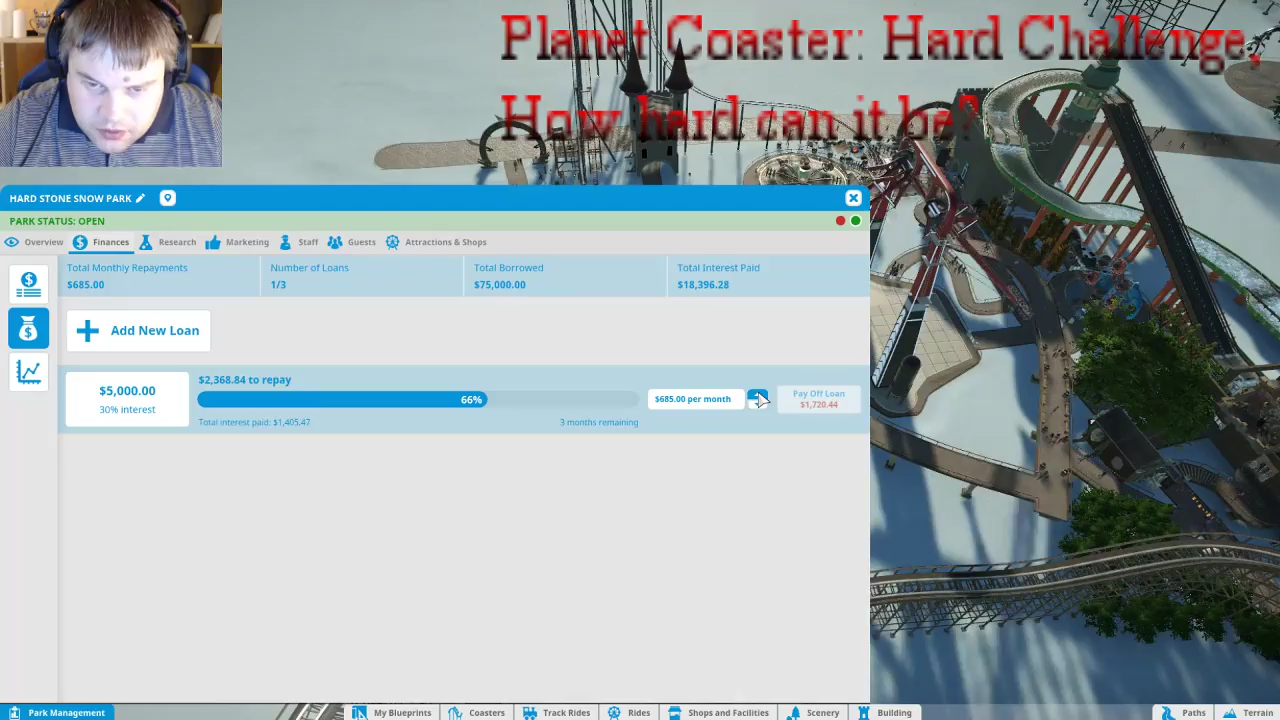 Planet Coaster: Hard Challenge,
How hard can it be?
HARD STONE SNOW PARK
PARK STATUS: OPEN
Overview Finances Research Marketing Staff Guests Attractions & Shops
Total Monthly Repayments Number of Loans Total Borrowed Total Interest Paid
$685.00 1/3 $75,000.00 $18,396.28
Add New Loan
$2,368.84 to repay
$5,000.00
30% interest
66%
$685.00 per month
Pay Off Loan
$1,720.44
Total interest paid: $1,405.47 3 months remaining
Park Management My Blueprints Coasters Track Rides Rides Shops and Facilities Scenery Building Paths Terrain